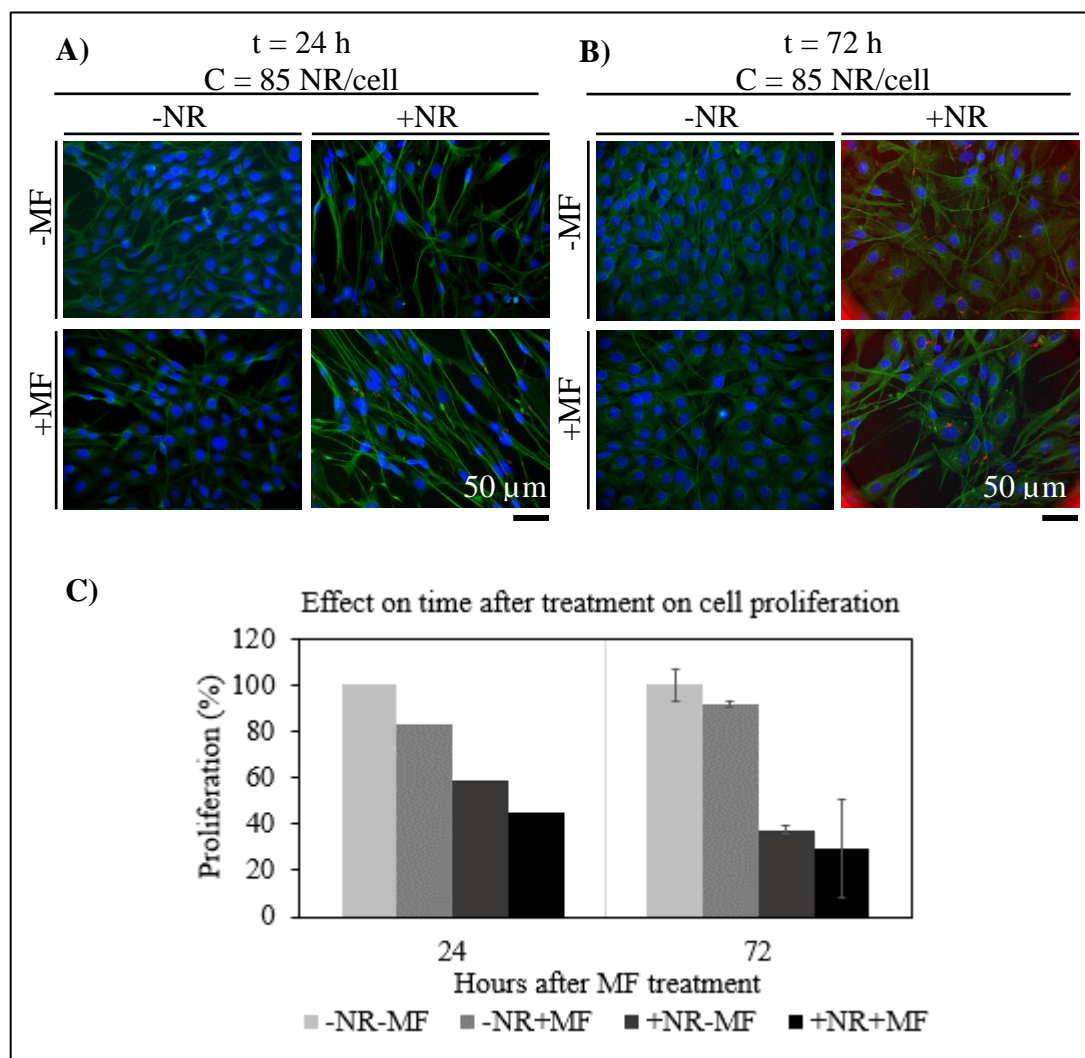 A)
t = 24 h
C = 85 NR/cell
-NR
+NR
-MF
+MF
50 µm
B)
t = 72 h
C = 85 NR/cell
-NR
+NR
-MF
+MF
50 µm
C)
Effect on time after treatment on cell proliferation
Proliferation (%)
120
100
80
60
40
20
0
24
72
Hours after MF treatment
-NR-MF
-NR+MF
+NR-MF
+NR+MF